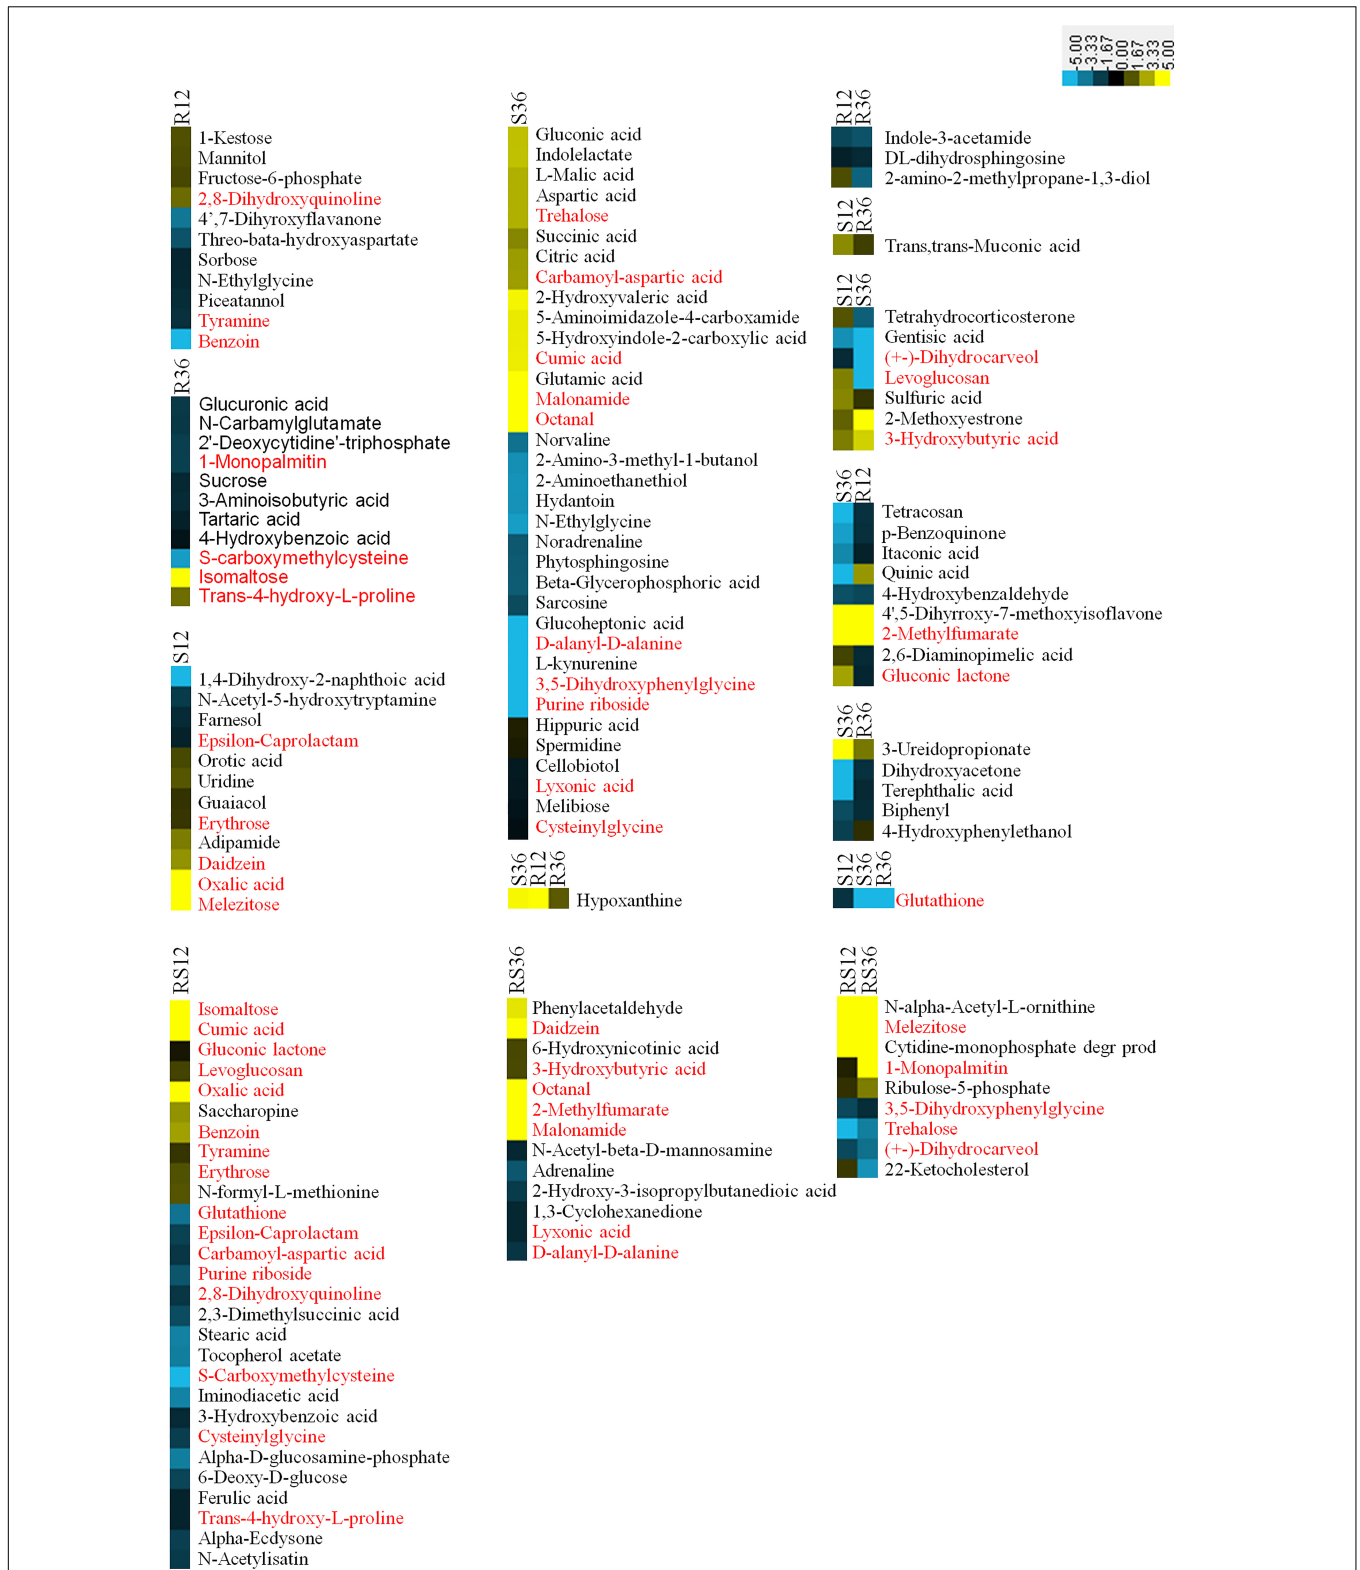 -5.00
-3.33
-1.67
0.00
1.67
3.33
5.00
R12
1-Kestose
Mannitol
Fructose-6-phosphate
2,8-Dihydroxyquinoline
4',7-Dihyroxyflavanone
Threo-bata-hydroxyaspartate
Sorbose
N-Ethylglycine
Piceatannol
Tyramine
Benzoin
R36
Glucuronic acid
N-Carbamylglutamate
2'-Deoxycytidine'-triphosphate
1-Monopalmitin
Sucrose
3-Aminoisobutyric acid
Tartaric acid
4-Hydroxybenzoic acid
S-carboxymethylcysteine
Isomaltose
Trans-4-hydroxy-L-proline
S12
1,4-Dihydroxy-2-naphthoic acid
N-Acetyl-5-hydroxytryptamine
Farnesol
Epsilon-Caprolactam
Orotic acid
Uridine
Guaiacol
Erythrose
Adipamide
Daidzein
Oxalic acid
Melezitose
S36
Gluconic acid
Indolelactate
L-Malic acid
Aspartic acid
Trehalose
Succinic acid
Citric acid
Carbamoyl-aspartic acid
2-Hydroxyvaleric acid
5-Aminoimidazole-4-carboxamide
5-Hydroxyindole-2-carboxylic acid
Cumic acid
Glutamic acid
Malonamide
Octanal
Norvaline
2-Amino-3-methyl-1-butanol
2-Aminoethanethiol
Hydantoin
N-Ethylglycine
Noradrenaline
Phytosphingosine
Beta-Glycerophosphoric acid
Sarcosine
Glucoheptonic acid
D-alanyl-D-alanine
L-kynurenine
3,5-Dihydroxyphenylglycine
Purine riboside
Hippuric acid
Spermidine
Cellobiotol
Lyxonic acid
Melibiose
Cysteinylglycine
S36 R12 R36
Hypoxanthine
R12 R36
Indole-3-acetamide
DL-dihydrosphingosine
2-amino-2-methylpropane-1,3-diol
S12 R36
Trans,trans-Muconic acid
S12 S36
Tetrahydrocorticosterone
Gentisic acid
(+-)-Dihydrocarveol
Levoglucosan
Sulfuric acid
2-Methoxyestrone
3-Hydroxybutyric acid
S36 R12
Tetracosan
p-Benzoquinone
Itaconic acid
Quinic acid
4-Hydroxybenzaldehyde
4',5-Dihyrroxy-7-methoxyisoflavone
2-Methylfumarate
2,6-Diaminopimelic acid
Gluconic lactone
S36 R36
3-Ureidopropionate
Dihydroxyacetone
Terephthalic acid
Biphenyl
4-Hydroxyphenylethanol
S12 S36 R36
Glutathione
RS12
Isomaltose
Cumic acid
Gluconic lactone
Levoglucosan
Oxalic acid
Saccharopine
Benzoin
Tyramine
Erythrose
N-formyl-L-methionine
Glutathione
Epsilon-Caprolactam
Carbamoyl-aspartic acid
Purine riboside
2,8-Dihydroxyquinoline
2,3-Dimethylsuccinic acid
Stearic acid
Tocopherol acetate
S-Carboxymethylcysteine
Iminodiacetic acid
3-Hydroxybenzoic acid
Cysteinylglycine
Alpha-D-glucosamine-phosphate
6-Deoxy-D-glucose
Ferulic acid
Trans-4-hydroxy-L-proline
Alpha-Ecdysone
N-Acetylisatin
RS36
Phenylacetaldehyde
Daidzein
6-Hydroxynicotinic acid
3-Hydroxybutyric acid
Octanal
2-Methylfumarate
Malonamide
N-Acetyl-beta-D-mannosamine
Adrenaline
2-Hydroxy-3-isopropylbutanedioic acid
1,3-Cyclohexanedione
Lyxonic acid
D-alanyl-D-alanine
RS12 RS36
N-alpha-Acetyl-L-ornithine
Melezitose
Cytidine-monophosphate degr prod
1-Monopalmitin
Ribulose-5-phosphate
3,5-Dihydroxyphenylglycine
Trehalose
(+-)-Dihydrocarveol
22-Ketocholesterol